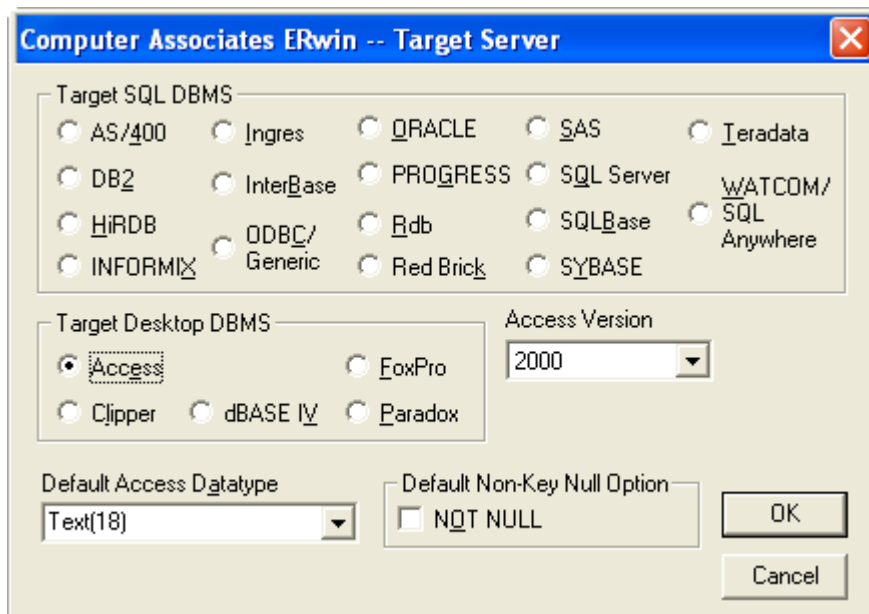 Computer Associates ERwin -- Target Server
Target SQL DBMS
AS/400
Ingres
ORACLE
SAS
Teradata
DB2
InterBase
PROGRESS
SQL Server
WATCOM/
SQL
Anywhere
HiRDB
ODBC/
Generic
Rdb
SQLBase
INFORMIX
Red Brick
SYBASE
Target Desktop DBMS
Access
FoxPro
Clipper
dBASE IV
Paradox
Access Version
2000
Default Access Datatype
Text(18)
Default Non-Key Null Option
NOT NULL
OK
Cancel